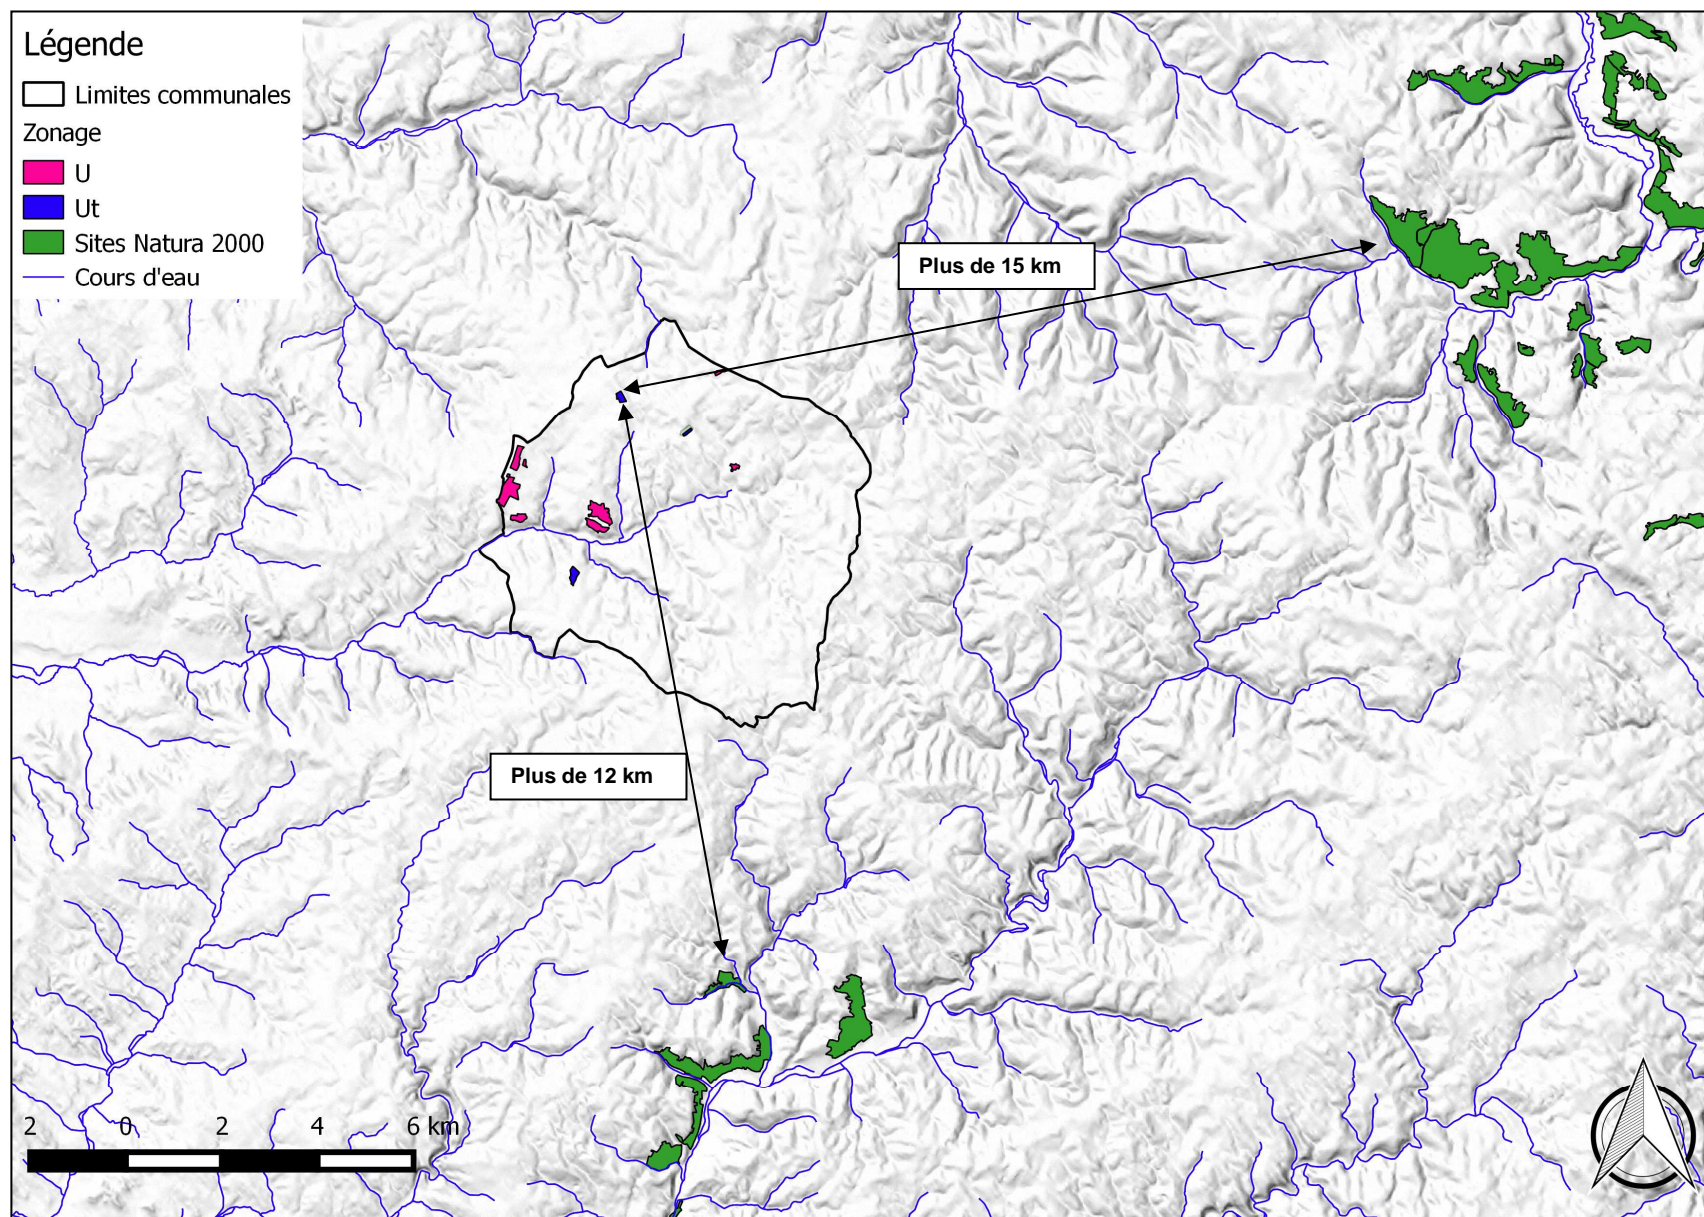 Légende
Limites communales
Zonage
U
Ut
Sites Natura 2000
Cours d'eau
Plus de 15 km
Plus de 12 km
2 0 2 4 6 km